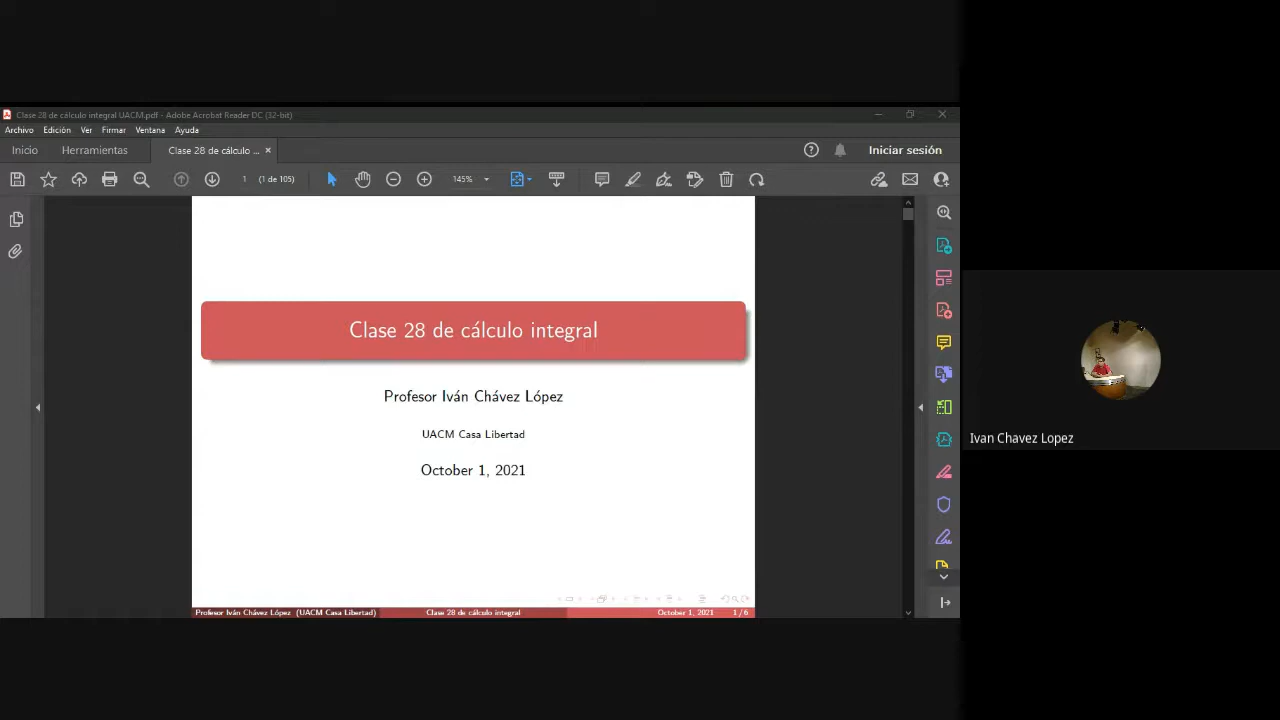 Clase 28 de cálculo integral UACM.pdf - Adobe Acrobat Reader DC (32-bit)
Archivo Edición Ver Firmar Ventana Ayuda
Inicio Herramientas Clase 28 de cálculo ... × Iniciar sesión
1 (1 de 105) 145%
Clase 28 de cálculo integral
Profesor Iván Chávez López
UACM Casa Libertad
October 1, 2021
Profesor Iván Chávez López (UACM Casa Libertad) Clase 28 de cálculo integral October 1, 2021 1 / 6
Ivan Chavez Lopez